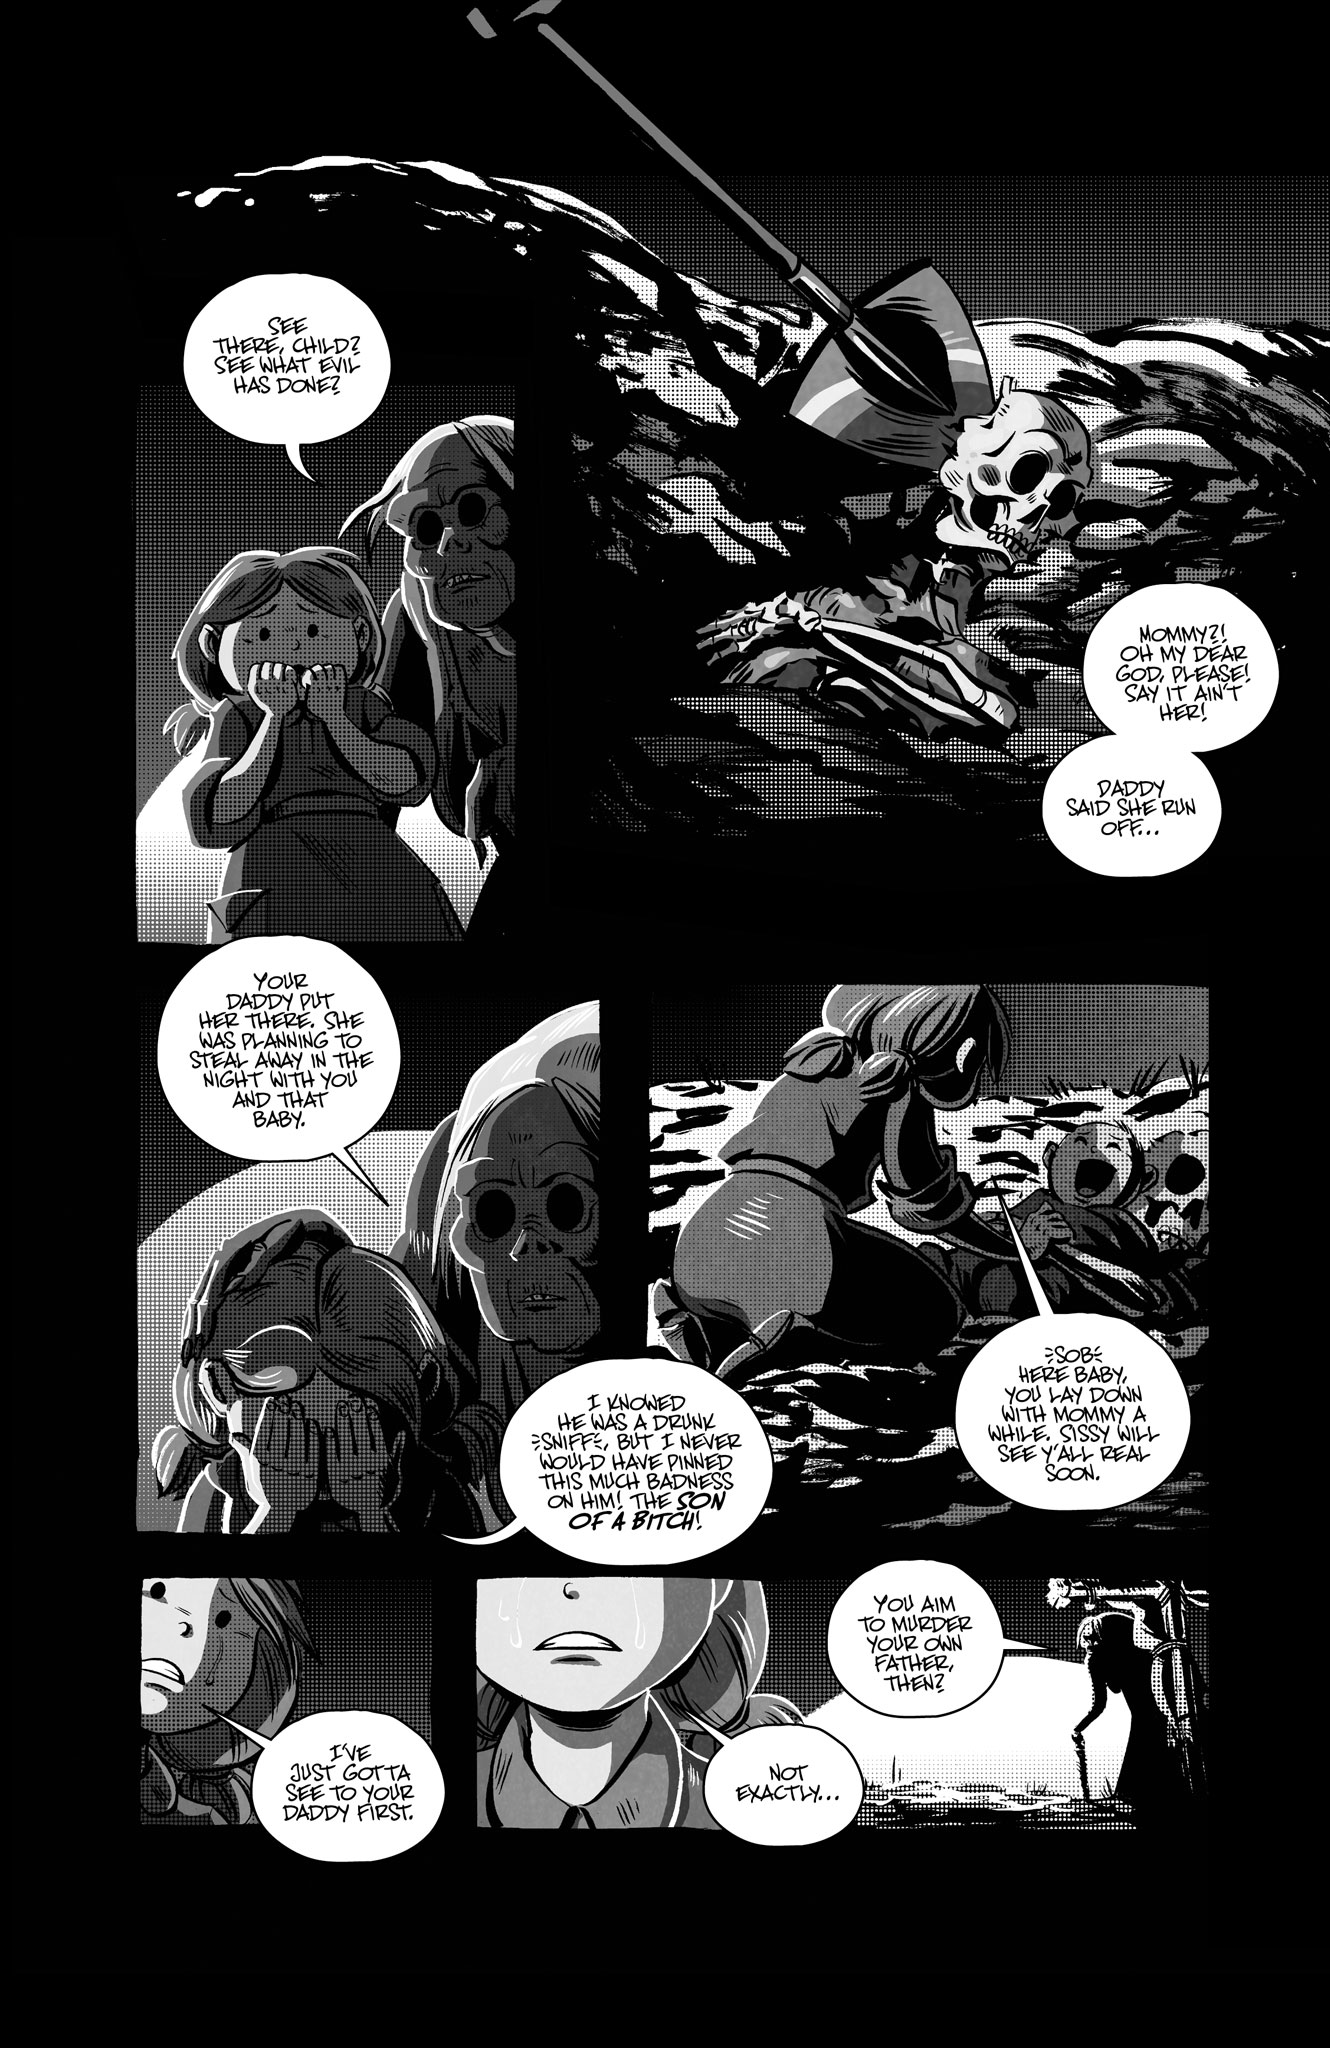 SEE
THERE, CHILD?
SEE WHAT EVIL
HAS DONE?
MOMMY?!
OH MY DEAR
GOD, PLEASE!
SAY IT AIN'T
HER!
DADDY
SAID SHE RUN
OFF...
YOUR
DADDY PUT
HER THERE. SHE
WAS PLANNING TO
STEAL AWAY IN THE
NIGHT WITH YOU
AND THAT
BABY.
I KNOWED
HE WAS A DRUNK
SNIFF, BUT I NEVER
WOULD HAVE PINNED
THIS MUCH BADNESS
ON HIM! THE SON
OF A BITCH!
SOB
HERE BABY,
YOU LAY DOWN
WITH MOMMY A
WHILE. SISSY WILL
SEE Y'ALL REAL
SOON.
I'VE
JUST GOTTA
SEE TO YOUR
DADDY FIRST.
YOU AIM
TO MURDER
YOUR OWN
FATHER,
THEN?
NOT
EXACTLY...